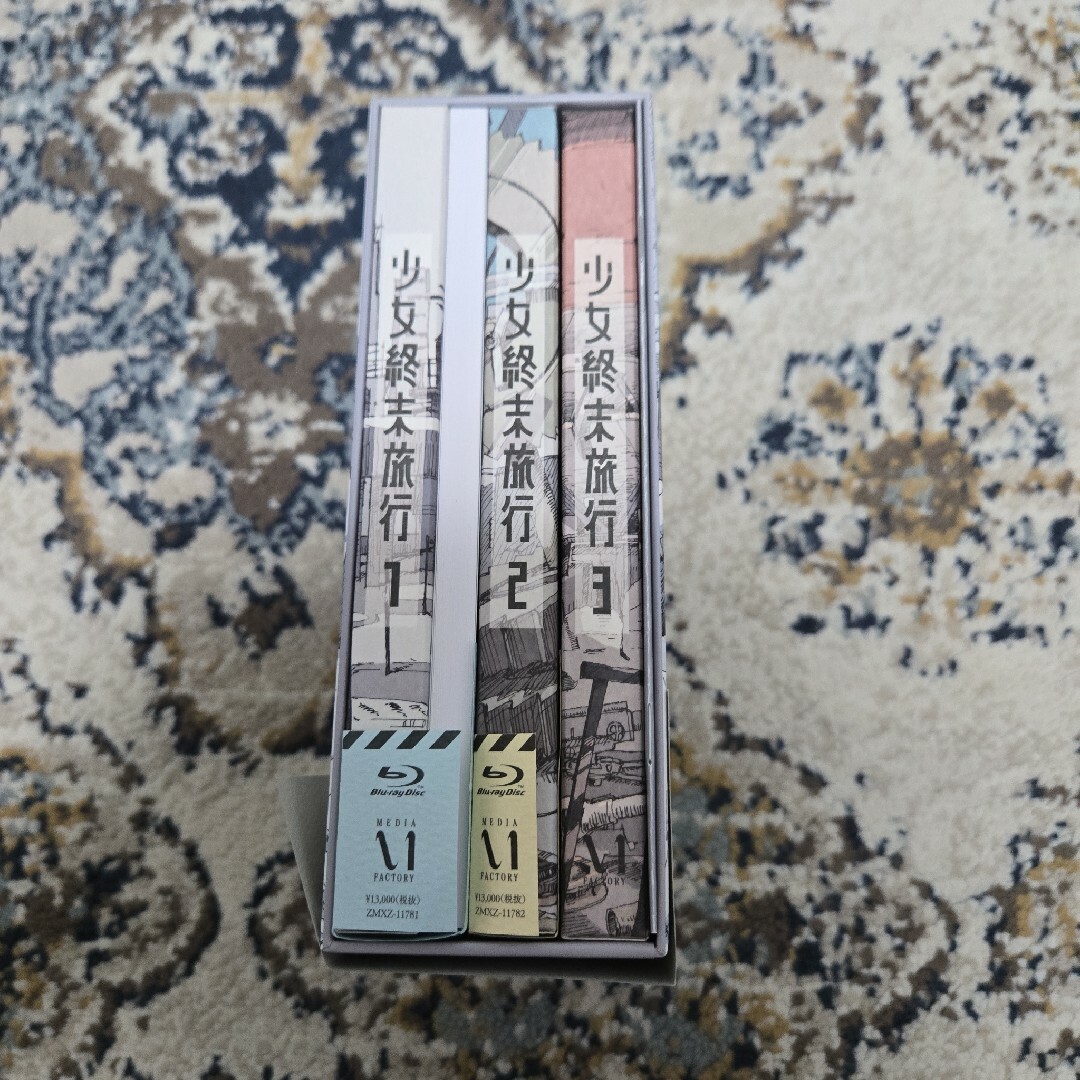 少女終末旅行 1
少女終末旅行 2
少女終末旅行 3
Blu-ray Disc
MEDIA
FACTORY
¥13,000(税抜)
ZMXZ-11781
Blu-ray Disc
MEDIA
FACTORY
¥13,000(税抜)
ZMXZ-11782
MEDIA
FACTORY